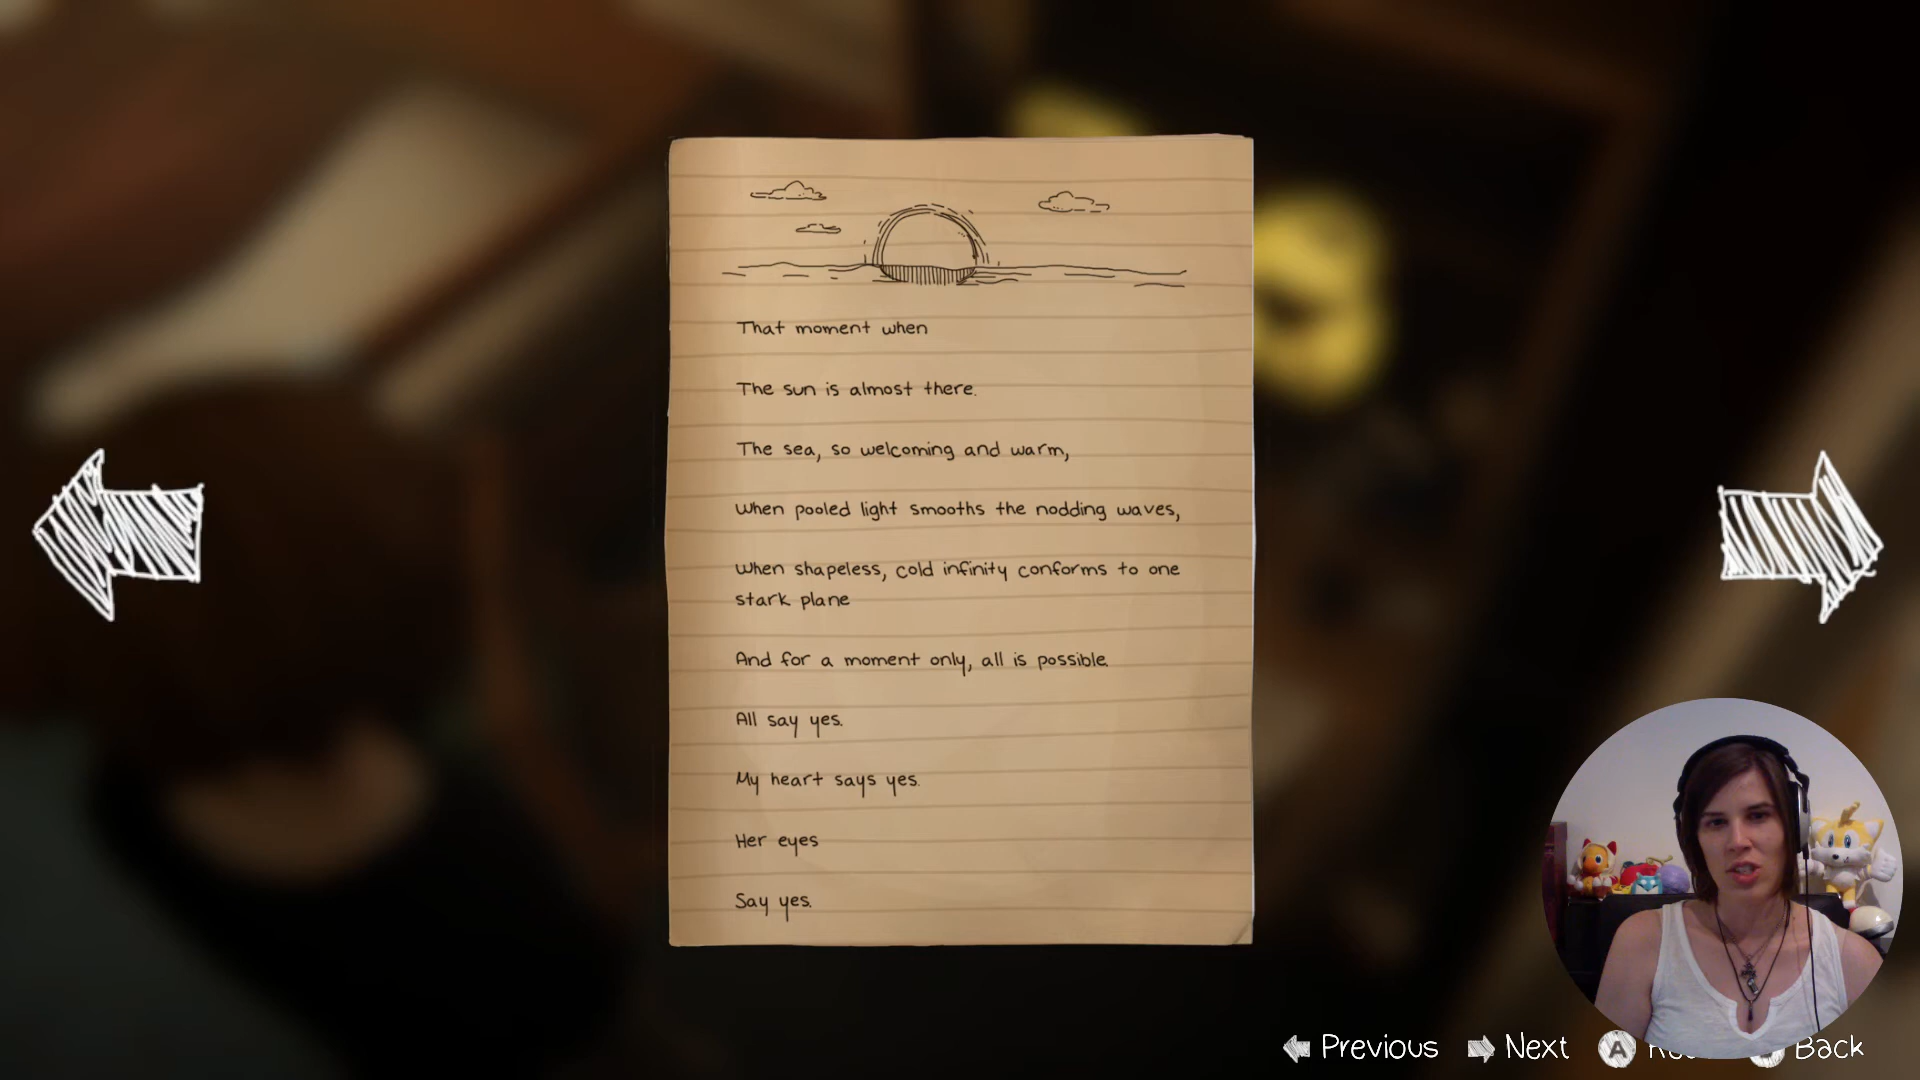 That moment when
The sun is almost there.
The sea, so welcoming and warm,
When pooled light smooths the nodding waves,
When shapeless, cold infinity conforms to one
stark plane
And for a moment only, all is possible.
All say yes.
My heart says yes.
Her eyes
Say yes.
Previous Next A Back